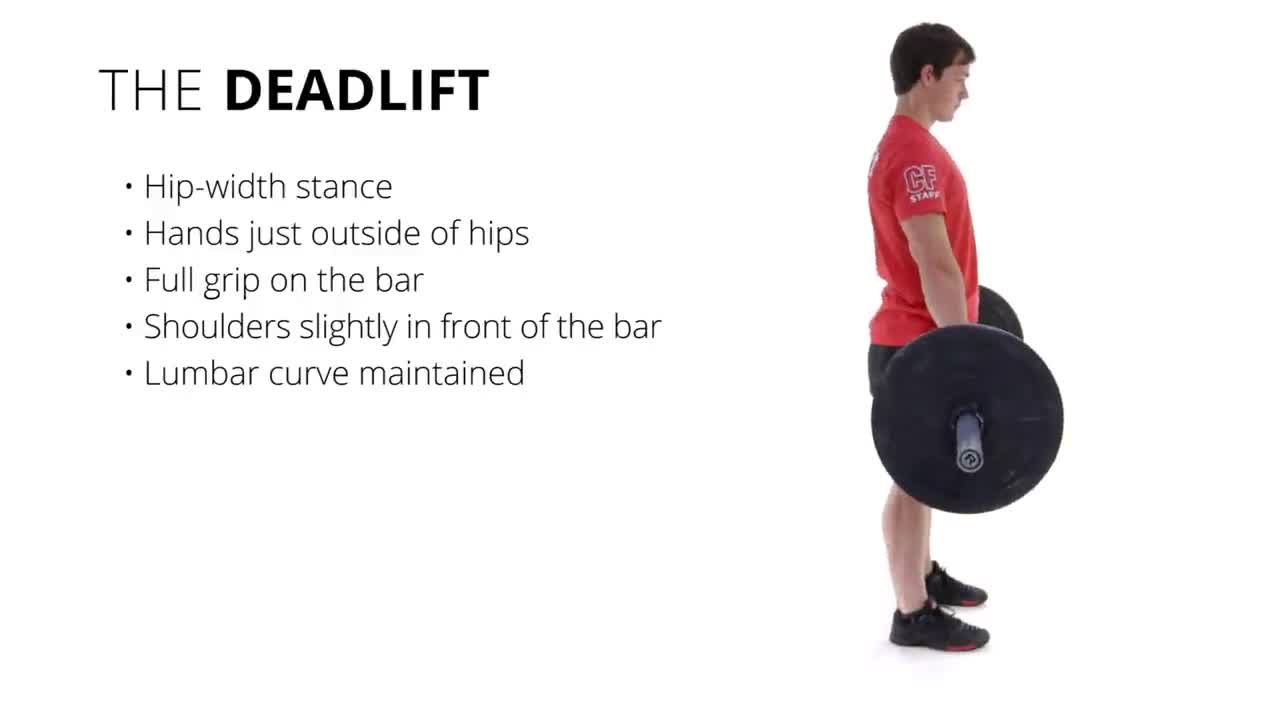 THE DEADLIFT
• Hip-width stance
• Hands just outside of hips
• Full grip on the bar
• Shoulders slightly in front of the bar
• Lumbar curve maintained
CF
STAFF
R